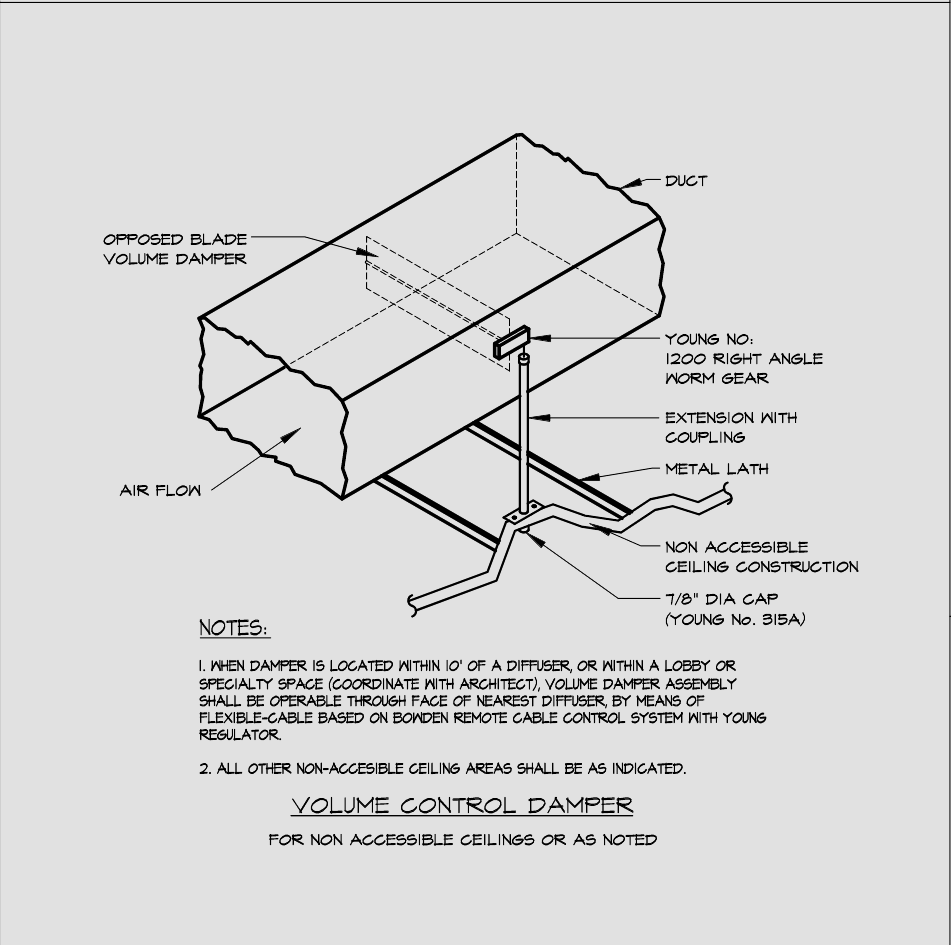 DUCT
OPPOSED BLADE
VOLUME DAMPER
YOUNG NO:
1200 RIGHT ANGLE
WORM GEAR
EXTENSION WITH
COUPLING
METAL LATH
AIR FLOW
NON ACCESSIBLE
CEILING CONSTRUCTION
7/8" DIA CAP
(YOUNG No. 315A)
NOTES:
1. WHEN DAMPER IS LOCATED WITHIN 10' OF A DIFFUSER, OR WITHIN A LOBBY OR
SPECIALTY SPACE (COORDINATE WITH ARCHITECT), VOLUME DAMPER ASSEMBLY
SHALL BE OPERABLE THROUGH FACE OF NEAREST DIFFUSER, BY MEANS OF
FLEXIBLE-CABLE BASED ON BOWDEN REMOTE CABLE CONTROL SYSTEM WITH YOUNG
REGULATOR.
2. ALL OTHER NON-ACCESIBLE CEILING AREAS SHALL BE AS INDICATED.
VOLUME CONTROL DAMPER
FOR NON ACCESSIBLE CEILINGS OR AS NOTED